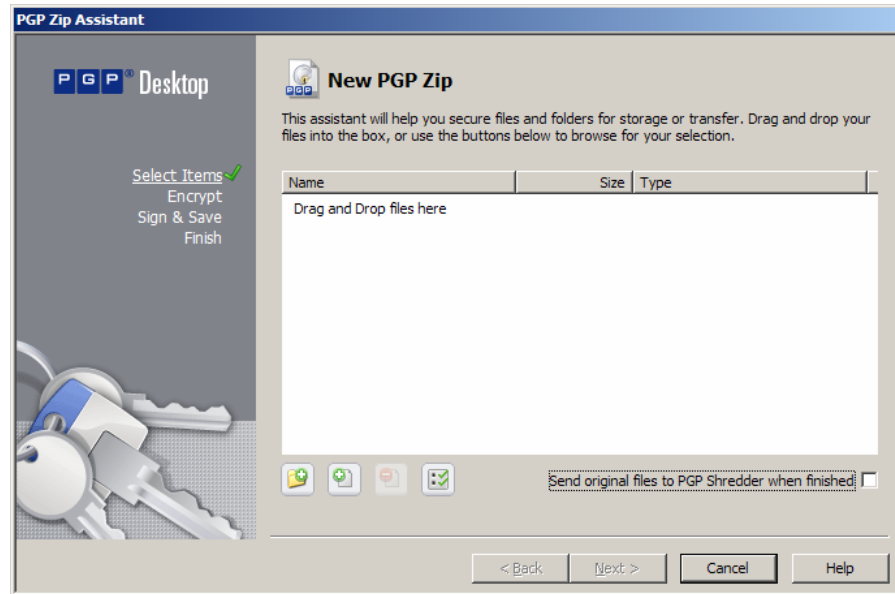 PGP Zip Assistant
PGP® Desktop
Select Items
Encrypt
Sign & Save
Finish
New PGP Zip
This assistant will help you secure files and folders for storage or transfer. Drag and drop your
files into the box, or use the buttons below to browse for your selection.
Name Size Type
Drag and Drop files here
Send original files to PGP Shredder when finished
< Back Next > Cancel Help